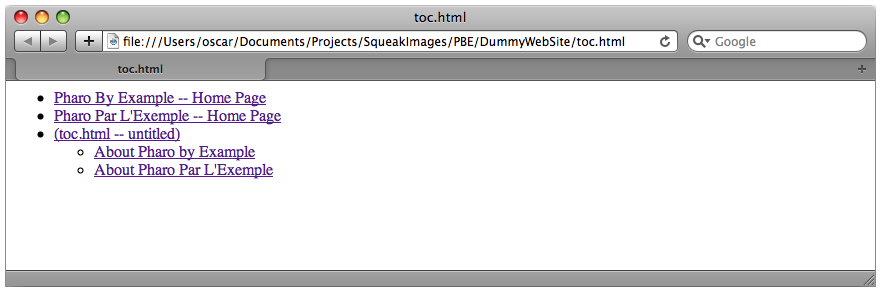 toc.html
file:///Users/oscar/Documents/Projects/SqueakImages/PBE/DummyWebSite/toc.html
Google
toc.html
Pharo By Example -- Home Page
Pharo Par L'Exemple -- Home Page
(toc.html -- untitled)
About Pharo by Example
About Pharo Par L'Exemple